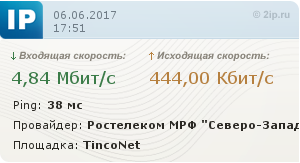 IP
06.06.2017
17:51
© 2ip.ru
↓ Входящая скорость:
↑ Исходящая скорость:
4,84 Мбит/с
444,00 Кбит/с
Ping: 38 мс
Провайдер: Ростелеком МРФ "Северо-Запад
Площадка: TincoNet